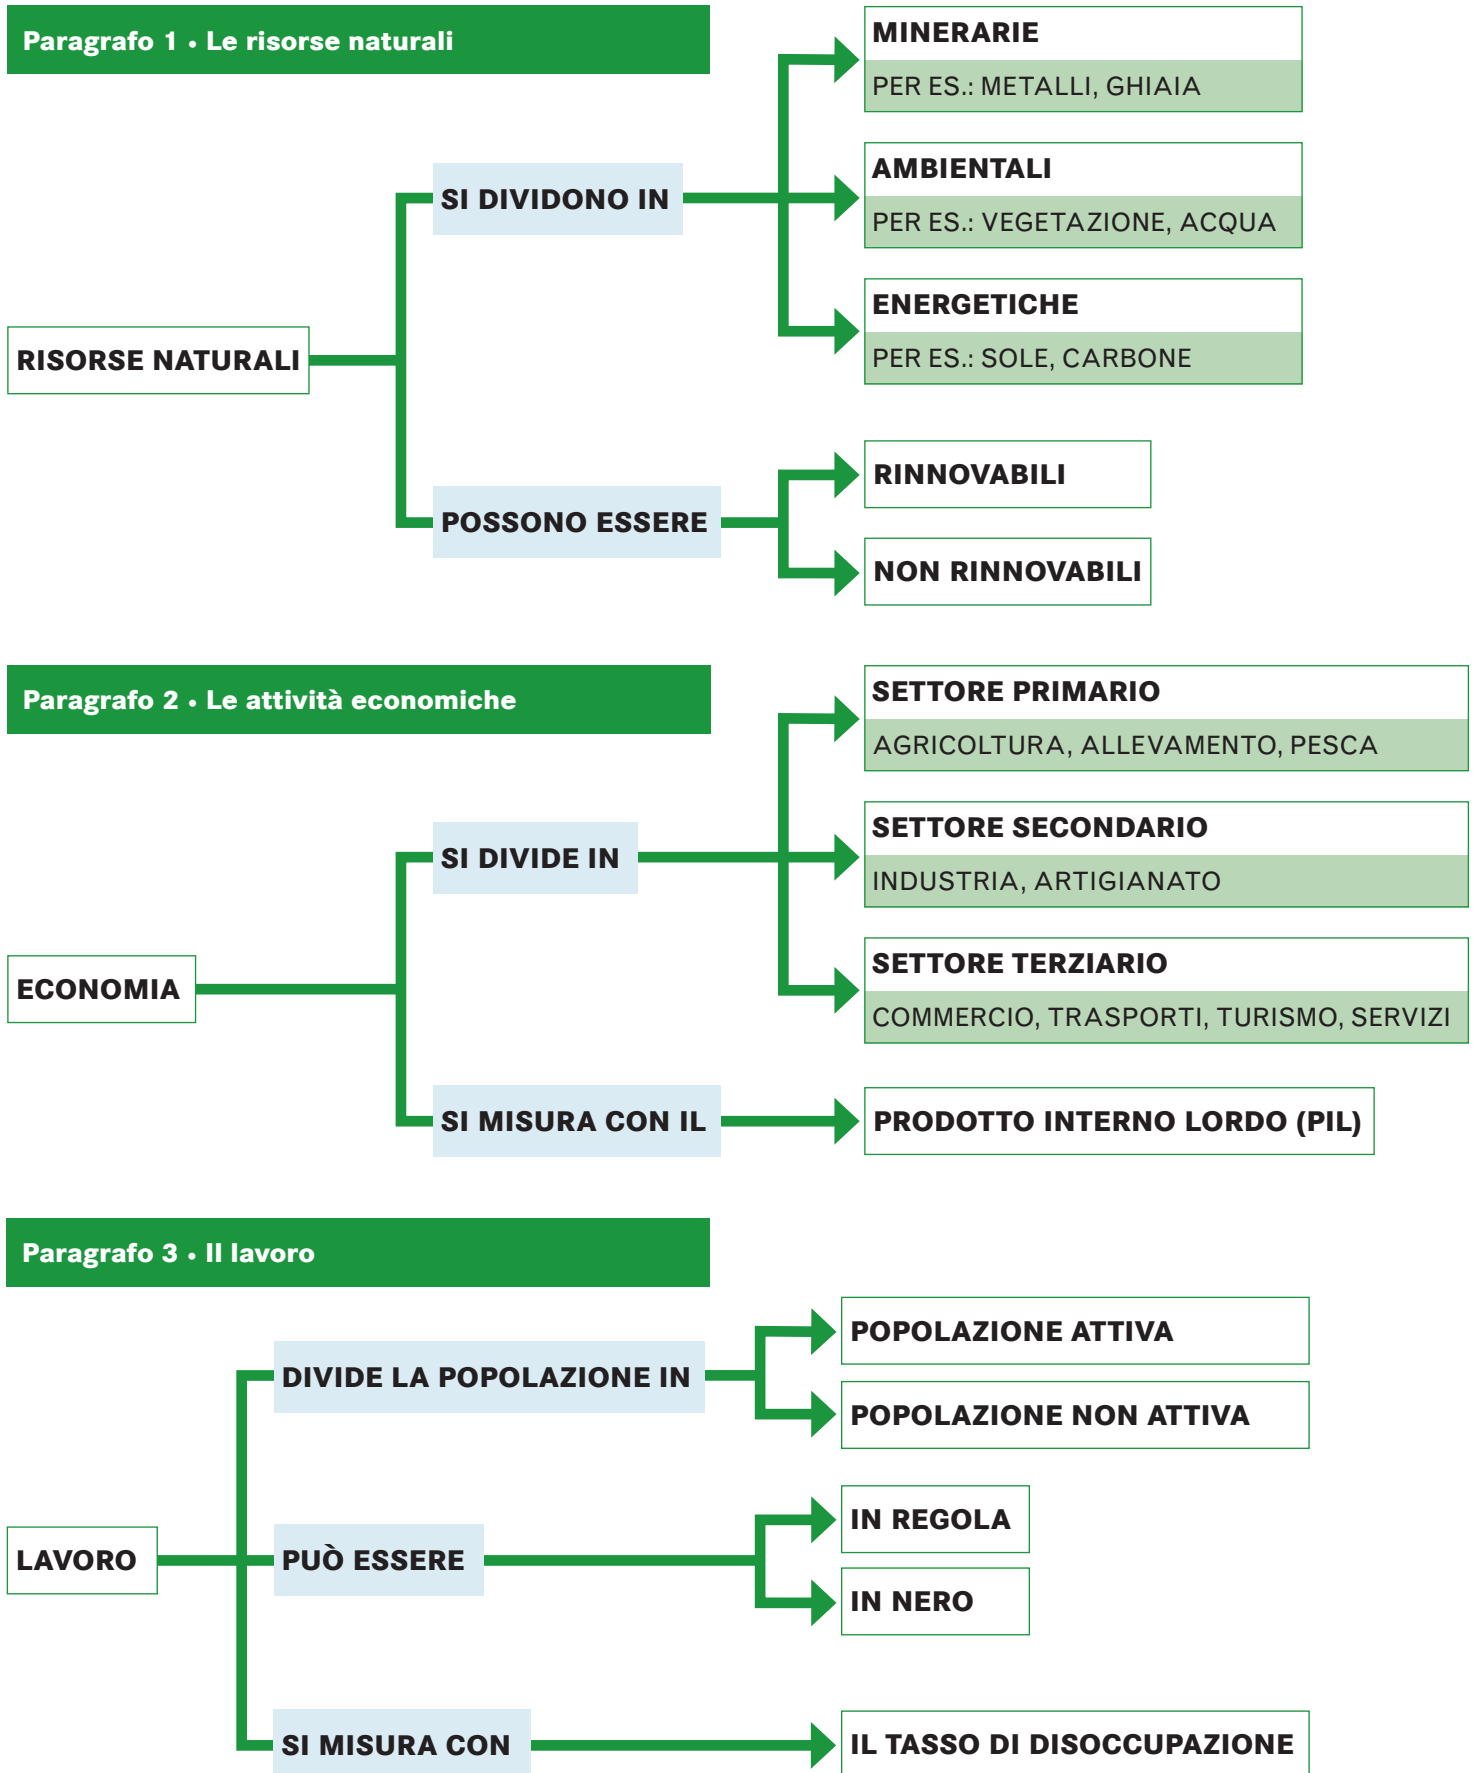 Paragrafo 1 • Le risorse naturali
MINERARIE
PER ES.: METALLI, GHIAIA
SI DIVIDONO IN
AMBIENTALI
PER ES.: VEGETAZIONE, ACQUA
ENERGETICHE
PER ES.: SOLE, CARBONE
RISORSE NATURALI
RINNOVABILI
POSSONO ESSERE
NON RINNOVABILI
Paragrafo 2 • Le attività economiche
SETTORE PRIMARIO
AGRICOLTURA, ALLEVAMENTO, PESCA
SI DIVIDE IN
SETTORE SECONDARIO
INDUSTRIA, ARTIGIANATO
SETTORE TERZIARIO
COMMERCIO, TRASPORTI, TURISMO, SERVIZI
ECONOMIA
SI MISURA CON IL
PRODOTTO INTERNO LORDO (PIL)
Paragrafo 3 • Il lavoro
POPOLAZIONE ATTIVA
DIVIDE LA POPOLAZIONE IN
POPOLAZIONE NON ATTIVA
IN REGOLA
LAVORO
PUÒ ESSERE
IN NERO
SI MISURA CON
IL TASSO DI DISOCCUPAZIONE